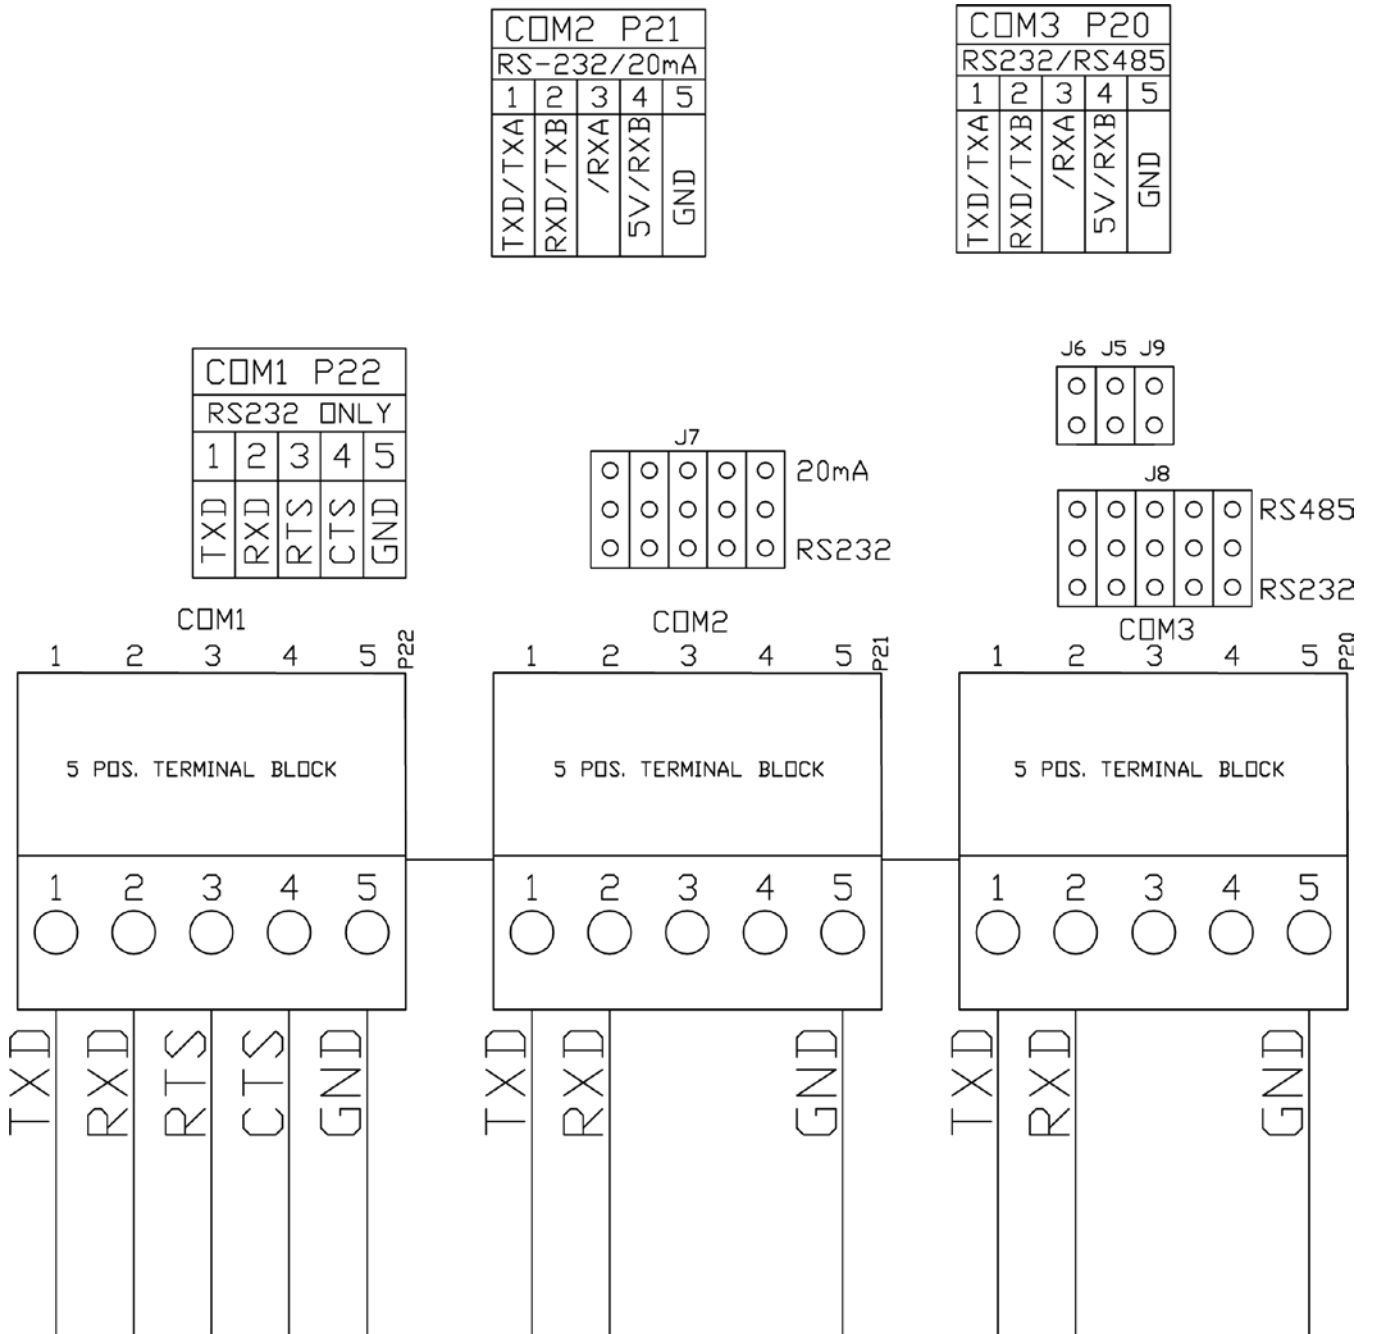 COM2 P21
RS-232/20mA
1 2 3 4 5
TXD/TXA
RXD/TXB
/RXA
5V/RXB
GND
COM3 P20
RS232/RS485
1 2 3 4 5
TXD/TXA
RXD/TXB
/RXA
5V/RXB
GND
COM1 P22
RS232 ONLY
1 2 3 4 5
TXD
RXD
RTS
CTS
GND
J7
20mA
RS232
J6 J5 J9
J8
RS485
RS232
COM1
1 2 3 4 5 P22
5 POS. TERMINAL BLOCK
1 2 3 4 5
TXD
RXD
RTS
CTS
GND
COM2
1 2 3 4 5 P21
5 POS. TERMINAL BLOCK
1 2 3 4 5
TXD
RXD
GND
COM3
1 2 3 4 5 P20
5 POS. TERMINAL BLOCK
1 2 3 4 5
TXD
RXD
GND